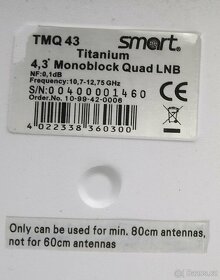 TMQ 43
smart
Titanium
4,3° Monoblock Quad LNB
NF:0,1dB
Frequency:10,7-12,75GHz
S/N:00400001460
Order.No. 10-99-42-0006
4 022338 360300
CE
Only can be used for min. 80cm antennas,
not for 60cm antennas